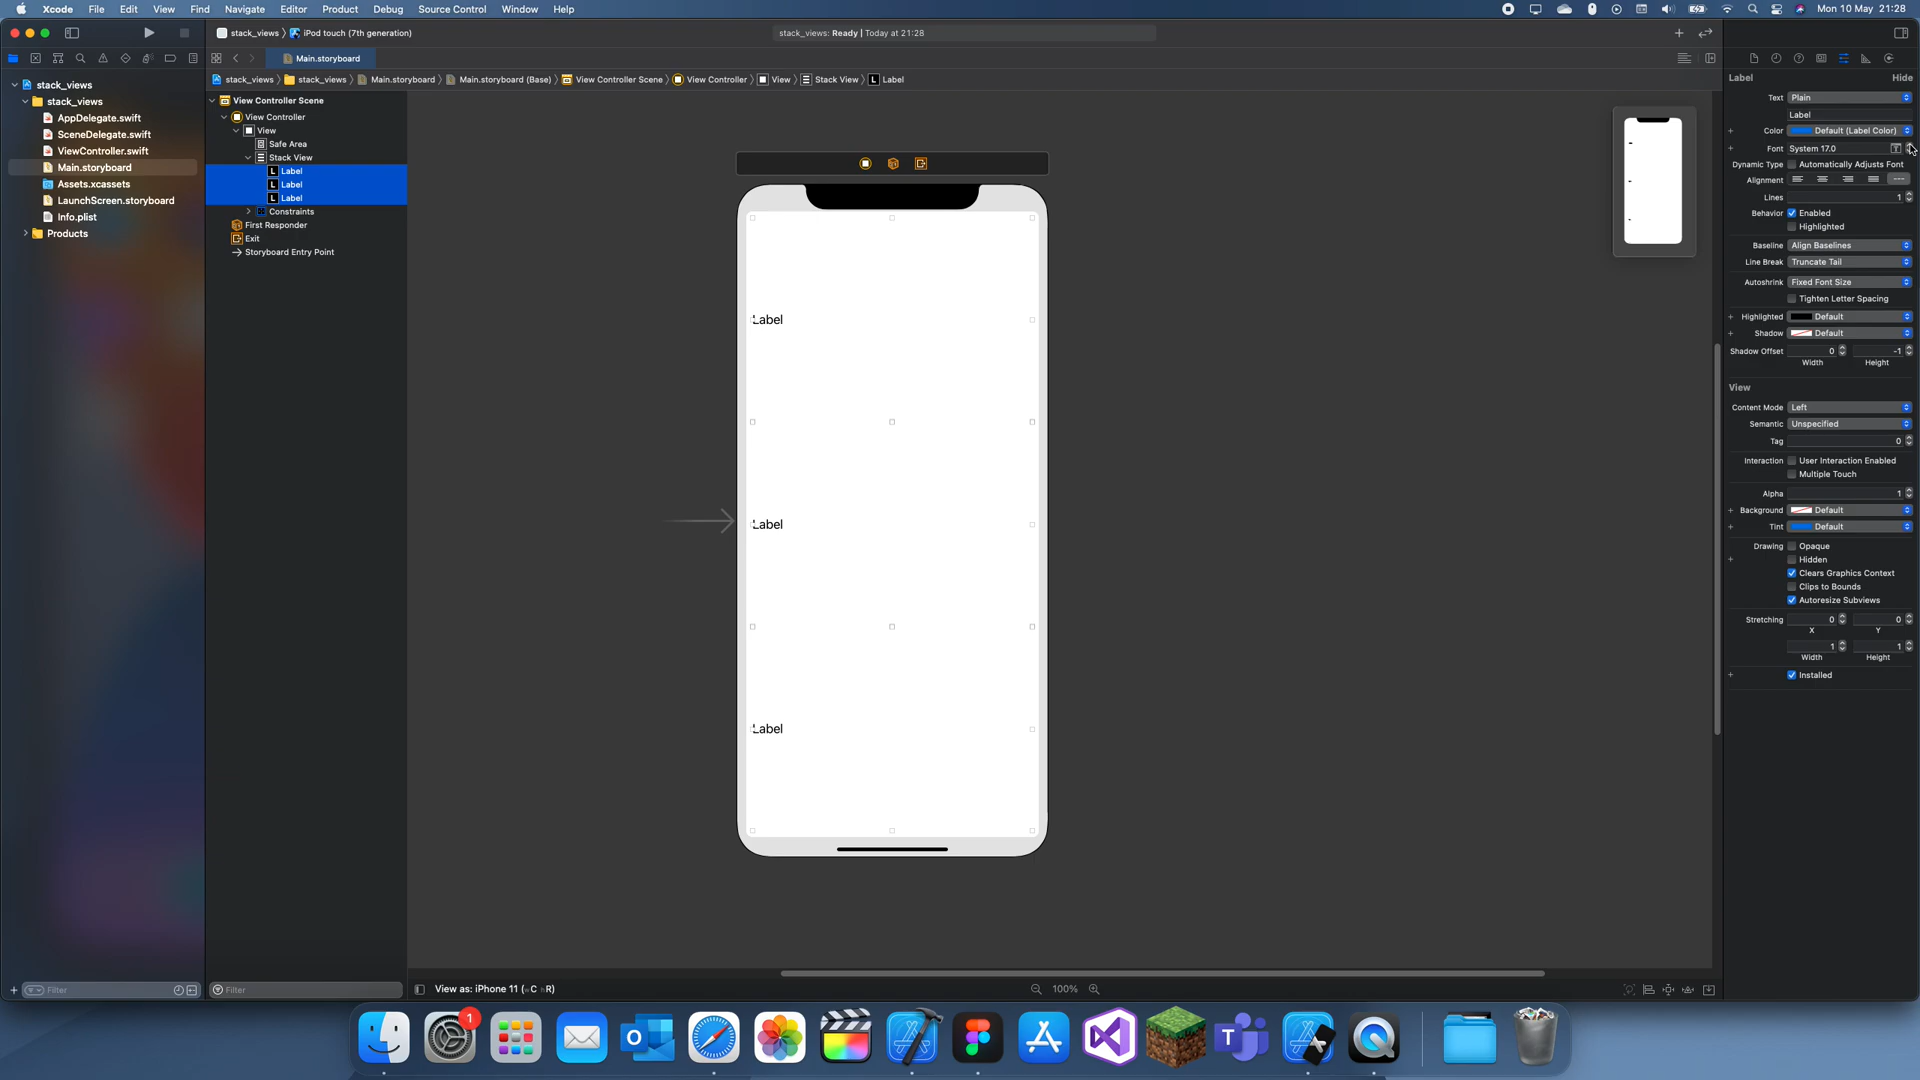 Xcode File Edit View Find Navigate Editor Product Debug Source Control Window Help Mon 10 May 21:28
stack_views iPod touch (7th generation) stack_views: Ready | Today at 21:28
Main.storyboard
stack_views stack_views Main.storyboard Main.storyboard (Base) View Controller Scene View Controller View Stack View L Label
stack_views
stack_views
AppDelegate.swift
SceneDelegate.swift
ViewController.swift
Main.storyboard
Assets.xcassets
LaunchScreen.storyboard
Info.plist
Products
View Controller Scene
View Controller
View
Safe Area
Stack View
L Label
L Label
L Label
Constraints
First Responder
Exit
Storyboard Entry Point
Label
Label
Label
Label Hide
Text Plain
Label
Color Default (Label Color)
Font System 17.0
Dynamic Type Automatically Adjusts Font
Alignment
Lines 1
Behavior Enabled
Highlighted
Baseline Align Baselines
Line Break Truncate Tail
Autoshrink Fixed Font Size
Tighten Letter Spacing
Highlighted Default
Shadow Default
Shadow Offset 0 -1
Width Height
View
Content Mode Left
Semantic Unspecified
Tag 0
Interaction User Interaction Enabled
Multiple Touch
Alpha 1
Background Default
Tint Default
Drawing Opaque
Hidden
Clears Graphics Context
Clips to Bounds
Autoresize Subviews
Stretching 0 0
X Y
1 1
Width Height
Installed
Filter
Filter
View as: iPhone 11 (wC hR)
100%
1